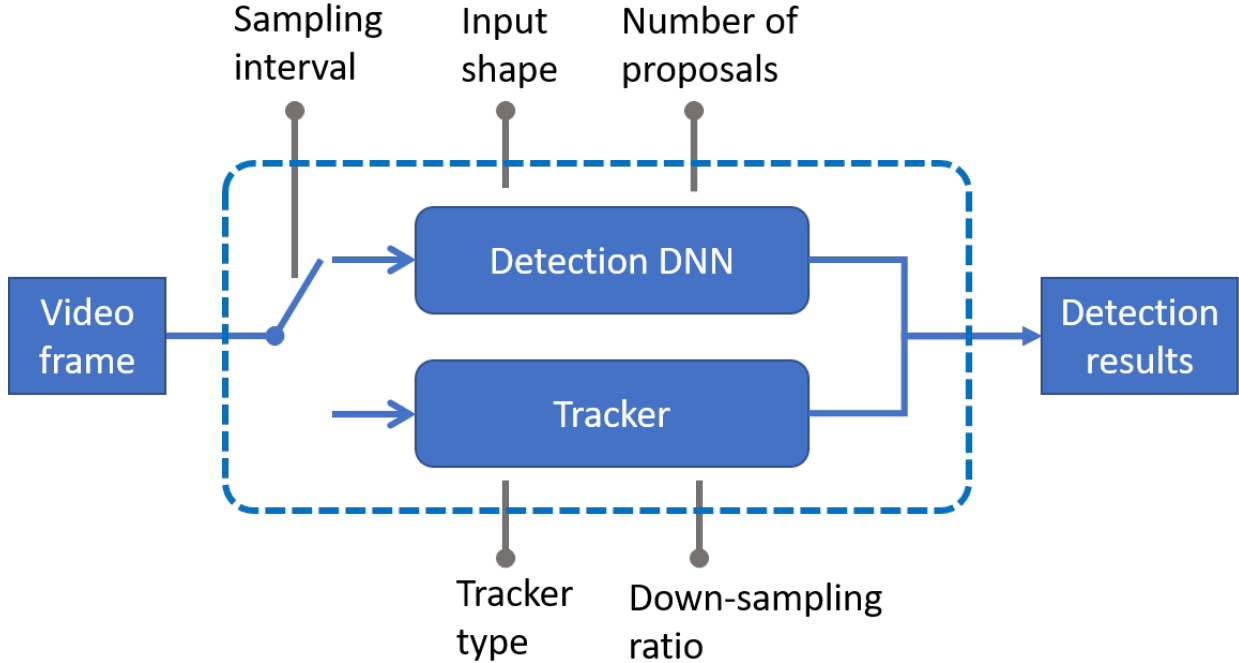 Sampling
interval
Input
shape
Number of
proposals
Detection DNN
Video
frame
Detection
results
Tracker
Tracker
type
Down-sampling
ratio